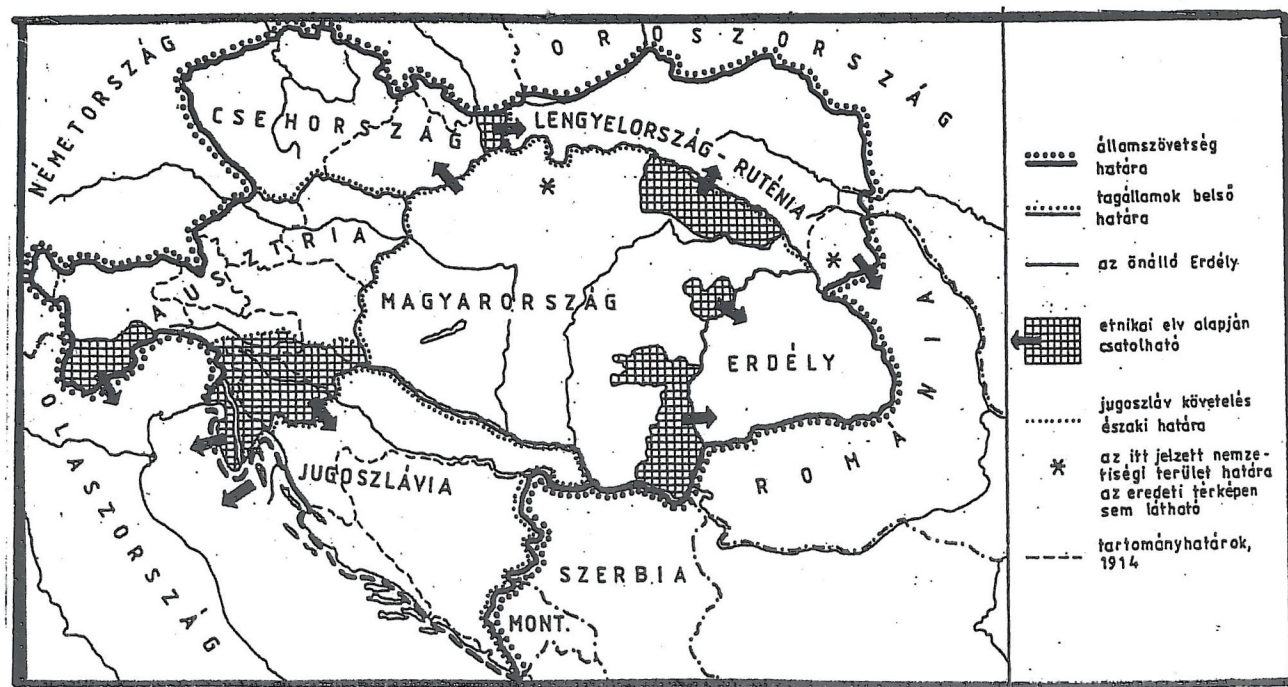 NÉMETORSZÁG
OROSZORSZÁG
CSEHORSZÁG
LENGYELORSZÁG - RUTÉNIA
*
AUSZTRIA
*
MAGYARORSZÁG
ERDÉLY
ROMÁNIA
OLASZORSZÁG
JUGOSZLÁVIA
SZERBIA
MONT.
államszövetség
határa
tagállamok belső
határa
az önálló Erdély
etnikai elv alapján
csatolható
jugoszláv követelés
északi határa
* az itt jelzett nemze-
tiségi terület határa
az eredeti térképen
sem látható
tartományhatárok,
1914